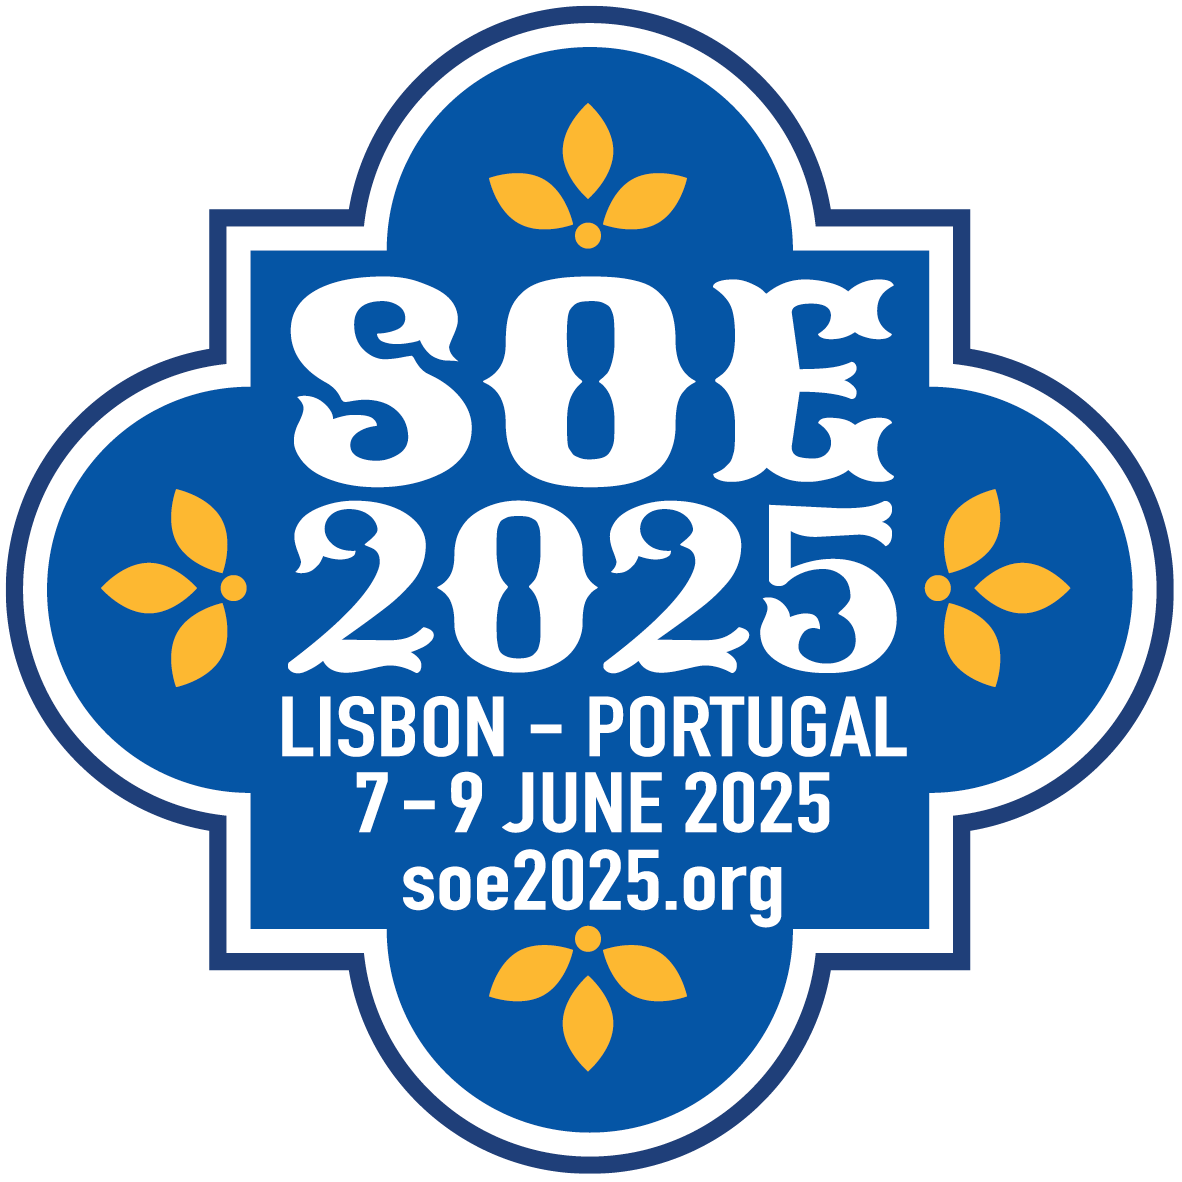 SOE
2025
LISBON – PORTUGAL
7 – 9 JUNE 2025
soe2025.org